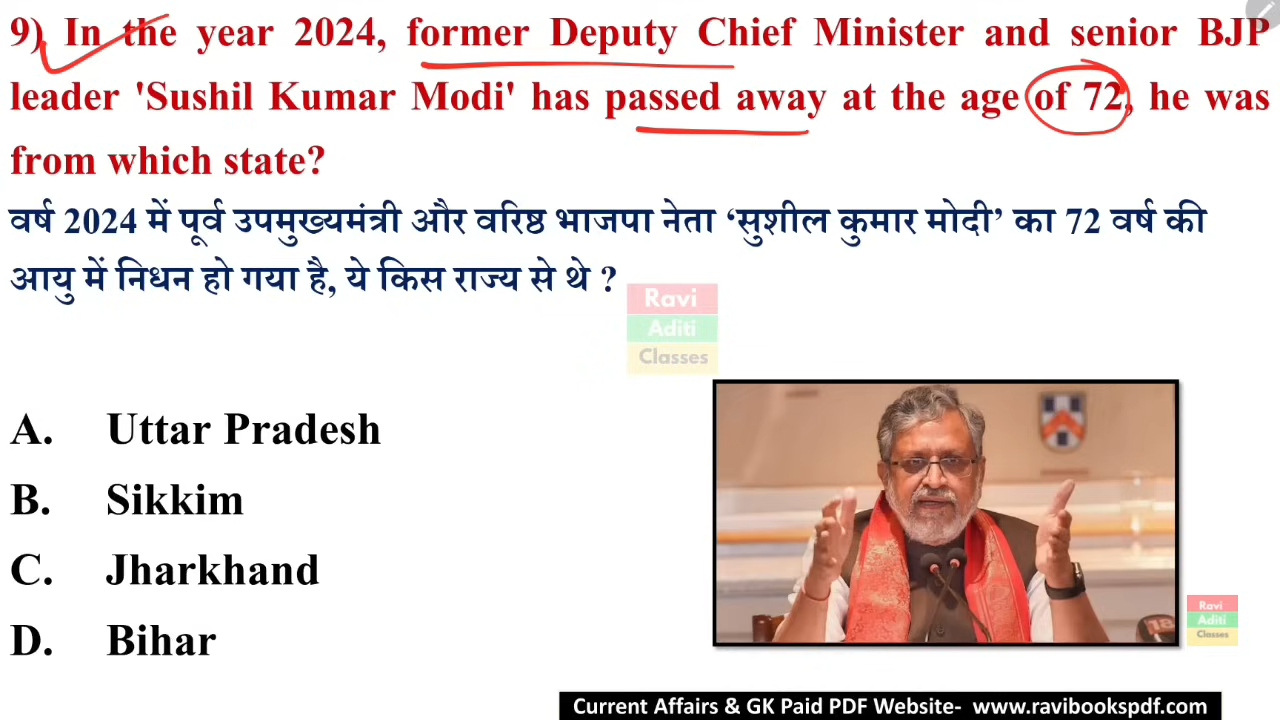 9) In the year 2024, former Deputy Chief Minister and senior BJP
leader 'Sushil Kumar Modi' has passed away at the age of 72, he was
from which state?
वर्ष 2024 में पूर्व उपमुख्यमंत्री और वरिष्ठ भाजपा नेता ‘सुशील कुमार मोदी’ का 72 वर्ष की
आयु में निधन हो गया है, ये किस राज्य से थे ?
Ravi
Aditi
Classes
A. Uttar Pradesh
B. Sikkim
C. Jharkhand
D. Bihar
18
Ravi
Aditi
Classes
Current Affairs & GK Paid PDF Website- www.ravibookspdf.com